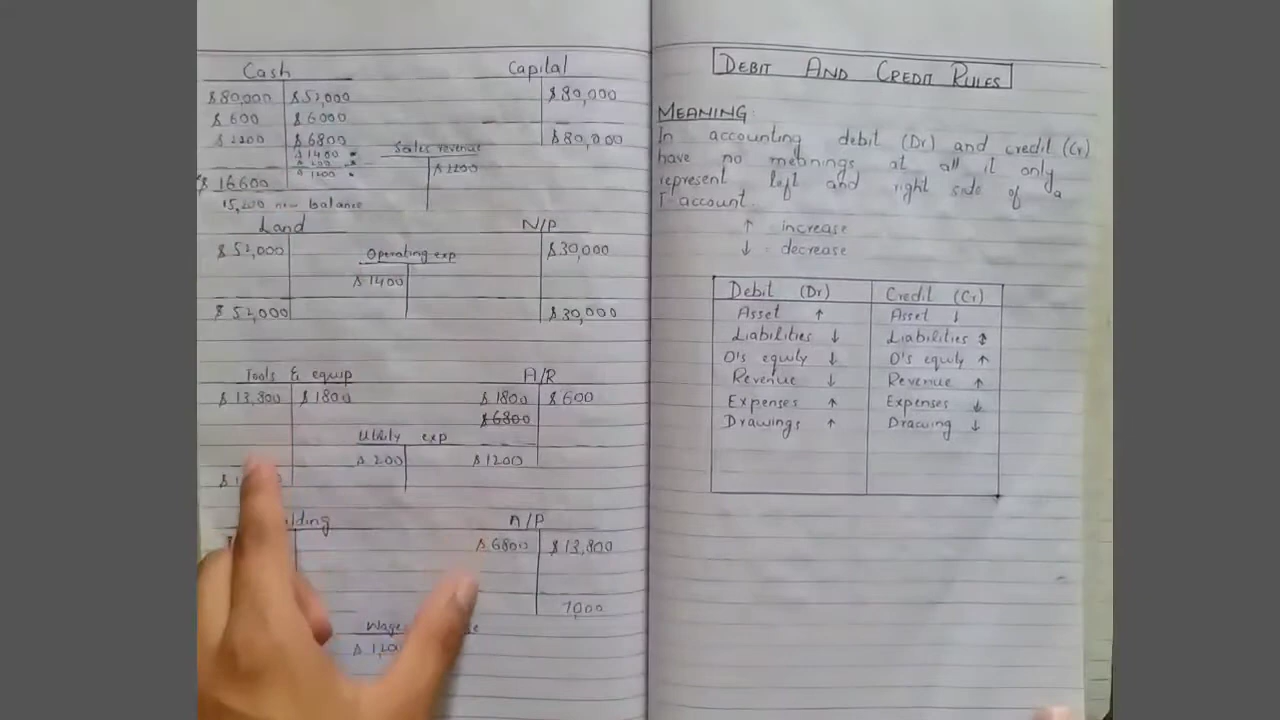 Cash
Capital
$80,000 $52,000
$80,000
$600 $6000
$2200 $6800
$80,000
$1400
Sales revenue
$1200
$2200
$16600
15,200 new balance
Land
N/P
$52,000
$30,000
Operating exp
$1400
$52,000
$30,000
Tools & equip
A/R
$13,800 $1800
$1800 $600
$6800
Utility exp
$200
$1200
A/P
$6800 $13,800
7000
DEBIT AND CREDIT RULES
MEANING
In accounting debit (Dr) and credit (Cr)
have no meanings at all it only
represent left and right side of a
T account.
↑ increase
↓ = decrease
Debit (Dr) Credit (Cr)
Asset ↑ Asset ↓
Liabilities ↓ Liabilities ↑
O's equity ↓ O's equity ↑
Revenue ↓ Revenue ↑
Expenses ↑ Expenses ↓
Drawings ↑ Drawing ↓